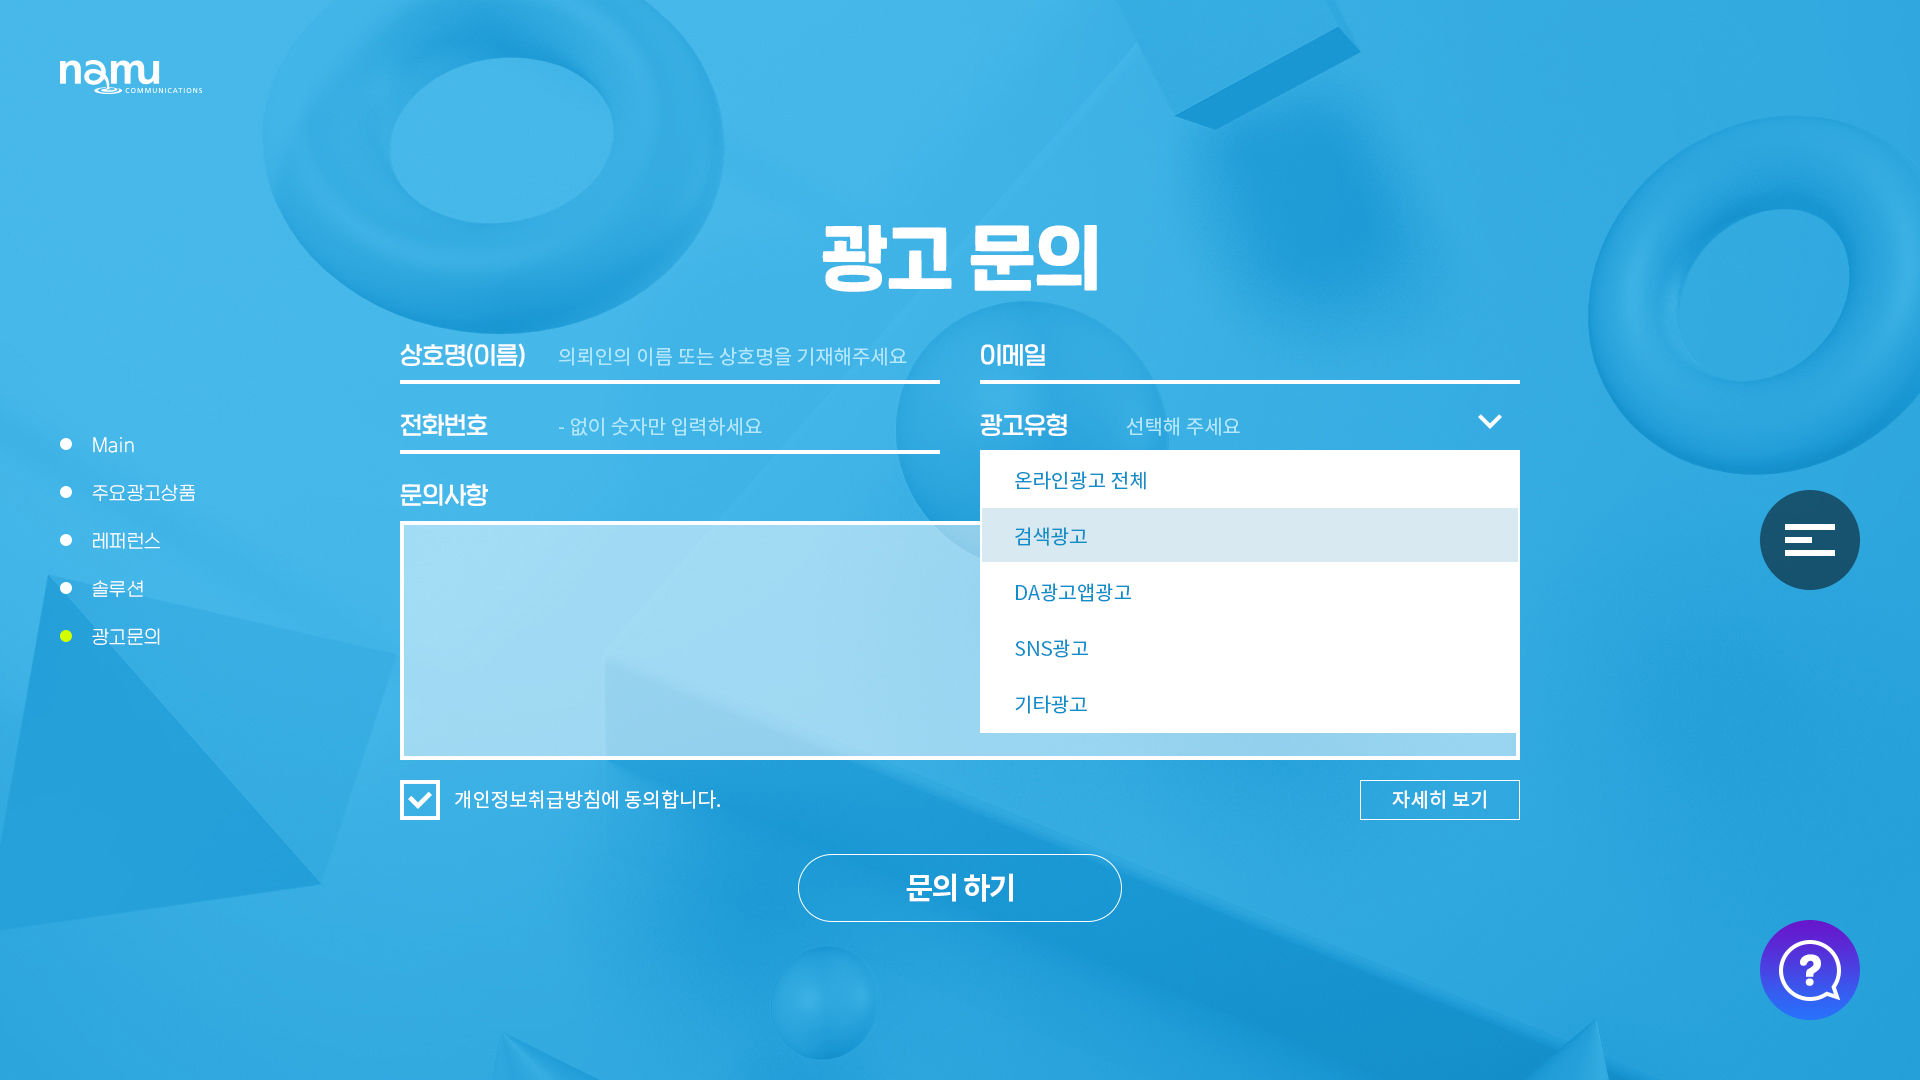 namu
COMMUNICATIONS
광고 문의
상호명(이름) 의뢰인의 이름 또는 상호명을 기재해주세요
이메일
전화번호 - 없이 숫자만 입력하세요
광고유형 선택해 주세요
온라인광고 전체
검색광고
DA광고앱광고
SNS광고
기타광고
문의사항
개인정보취급방침에 동의합니다.
자세히 보기
문의 하기
Main
주요광고상품
레퍼런스
솔루션
광고문의
?